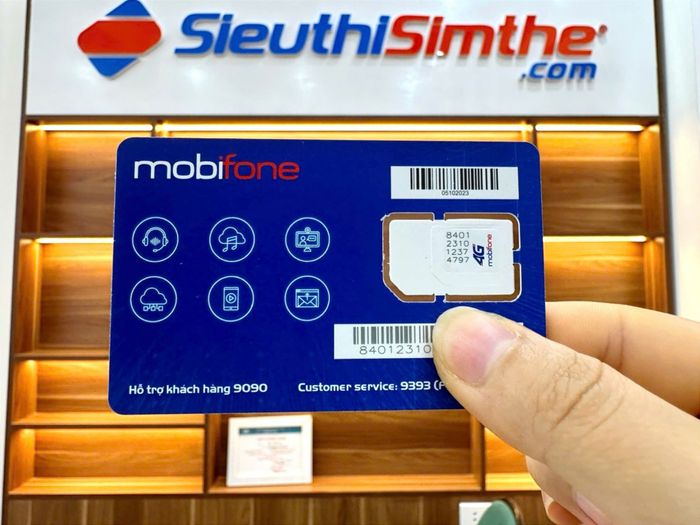 SieuthiSimthe
.com
mobifone
05102023
8401
2310
1237
4797
4G
mobifone
84012310
Hỗ trợ khách hàng 9090
Customer service: 9393 (